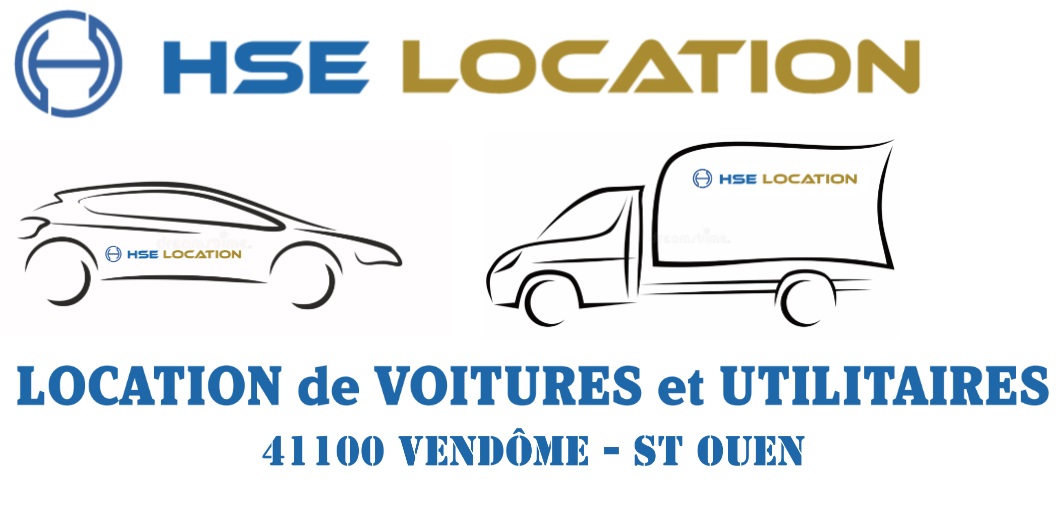 HSE LOCATION
HSE LOCATION
HSE LOCATION
LOCATION de VOITURES et UTILITAIRES
41100 VENDÔME - ST OUEN